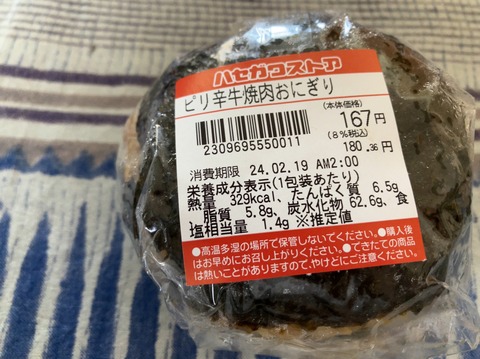 ハセガワストア
ピリ辛牛焼肉おにぎり
(本体価格)
167円
(8%税込)
180.36円
2309695550011
消費期限 24.02.19 AM2:00
栄養成分表示(1包装あたり)
熱量 329kcal、たんぱく質 6.5g、
脂質 5.8g、炭水化物 62.6g、食
塩相当量 1.4g ※推定値
●高温多湿の場所で保管しないでください。●購入後
はお早めにお召し上がりください。●できたての商品
は熱いことがありますので、やけどにご注意ください。